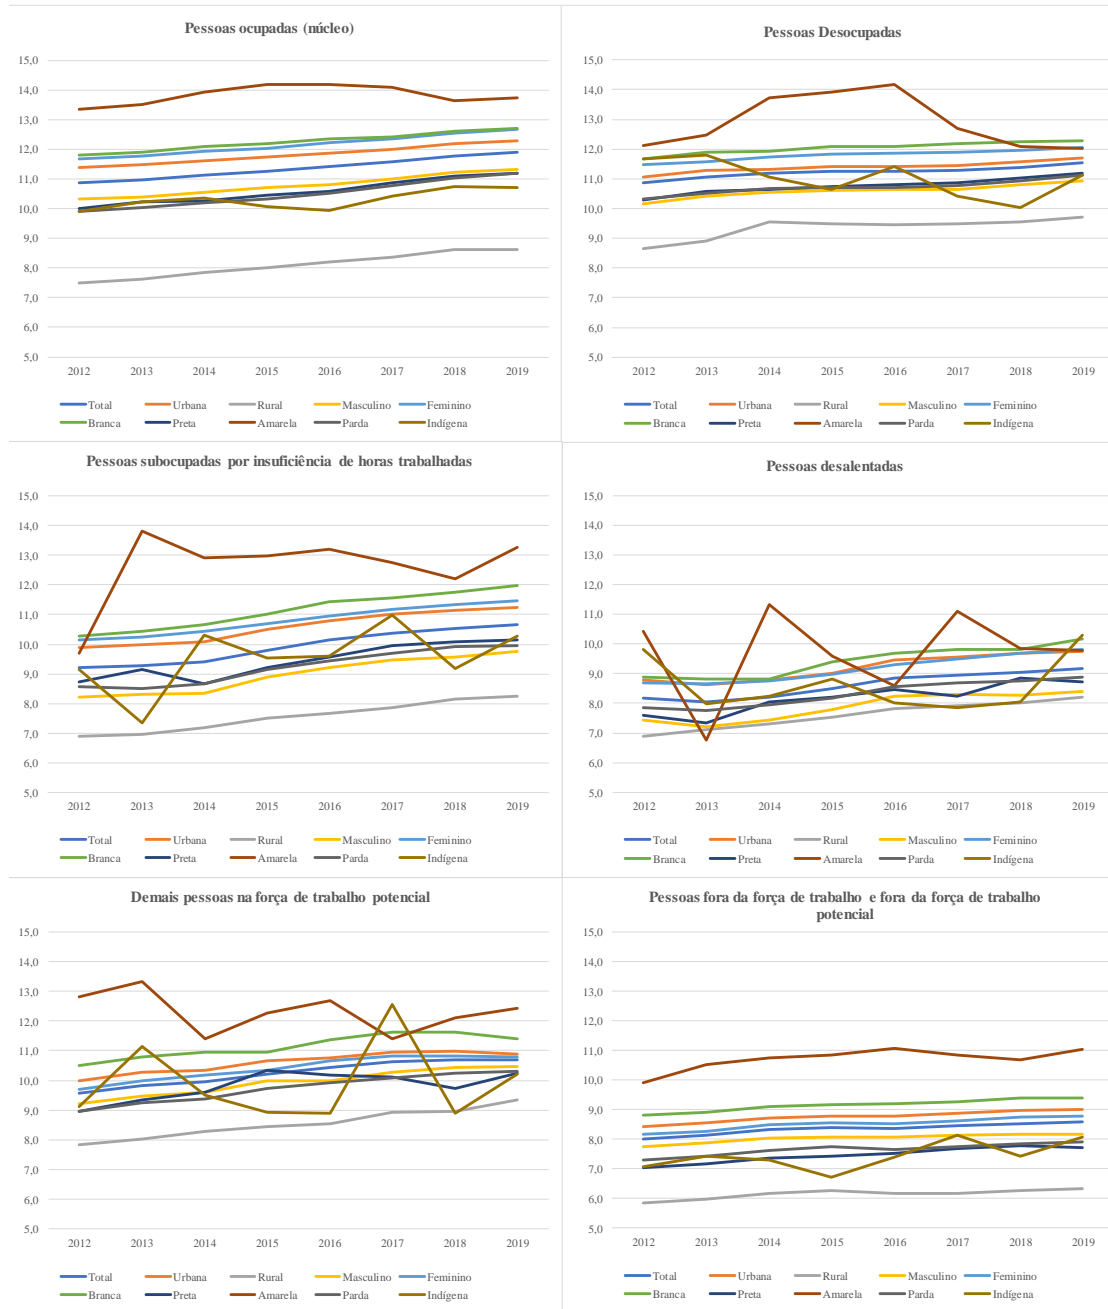 Pessoas ocupadas (núcleo)
15,0
14,0
13,0
12,0
11,0
10,0
9,0
8,0
7,0
6,0
5,0
2012 2013 2014 2015 2016 2017 2018 2019
Total Urbana Rural Masculino Feminino
Branca Preta Amarela Parda Indígena
Pessoas Desocupadas
15,0
14,0
13,0
12,0
11,0
10,0
9,0
8,0
7,0
6,0
5,0
2012 2013 2014 2015 2016 2017 2018 2019
Total Urbana Rural Masculino Feminino
Branca Preta Amarela Parda Indígena
Pessoas subocupadas por insuficiência de horas trabalhadas
15,0
14,0
13,0
12,0
11,0
10,0
9,0
8,0
7,0
6,0
5,0
2012 2013 2014 2015 2016 2017 2018 2019
Total Urbana Rural Masculino Feminino
Branca Preta Amarela Parda Indígena
Pessoas desalentadas
15,0
14,0
13,0
12,0
11,0
10,0
9,0
8,0
7,0
6,0
5,0
2012 2013 2014 2015 2016 2017 2018 2019
Total Urbana Rural Masculino Feminino
Branca Preta Amarela Parda Indígena
Demais pessoas na força de trabalho potencial
15,0
14,0
13,0
12,0
11,0
10,0
9,0
8,0
7,0
6,0
5,0
2012 2013 2014 2015 2016 2017 2018 2019
Total Urbana Rural Masculino Feminino
Branca Preta Amarela Parda Indígena
Pessoas fora da força de trabalho e fora da força de trabalho
potencial
15,0
14,0
13,0
12,0
11,0
10,0
9,0
8,0
7,0
6,0
5,0
2012 2013 2014 2015 2016 2017 2018 2019
Total Urbana Rural Masculino Feminino
Branca Preta Amarela Parda Indígena